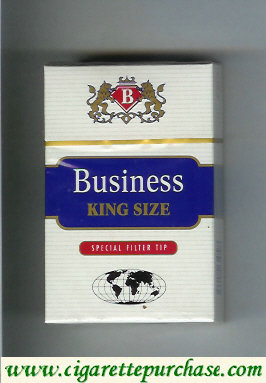 B
Business
KING SIZE
SPECIAL FILTER TIP
www.cigarettepurchase.com